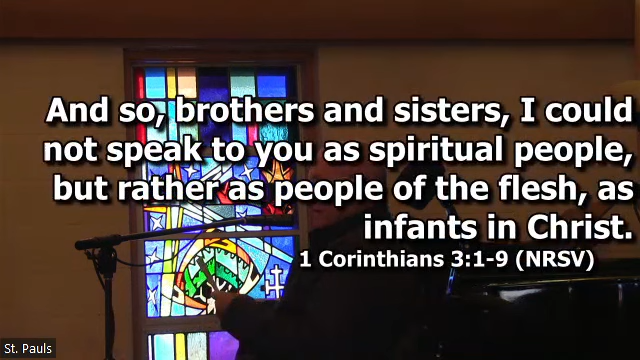 And so, brothers and sisters, I could
not speak to you as spiritual people,
but rather as people of the flesh, as
infants in Christ.
1 Corinthians 3:1-9 (NRSV)
St. Pauls